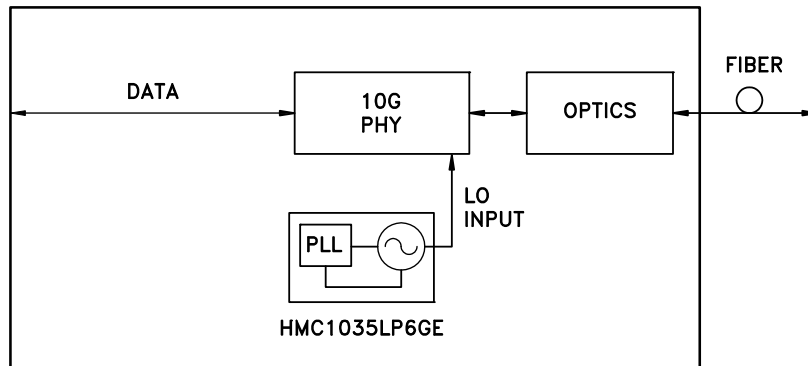 FIBER
DATA
10G
PHY
OPTICS
LO
INPUT
PLL
HMC1035LP6GE